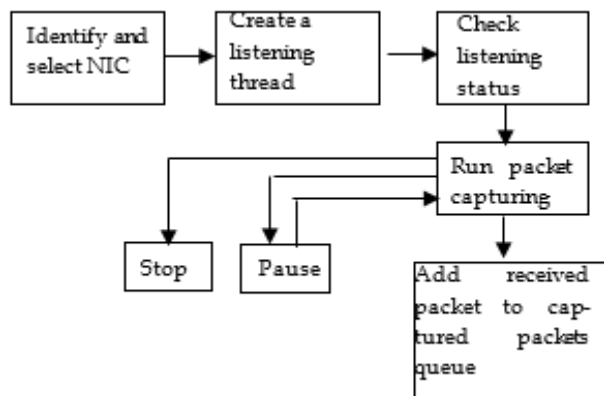 Identify and
select NIC
Create a
listening
thread
Check
listening
status
Run packet
capturing
Stop
Pause
Add received
packet to cap-
tured packets
queue